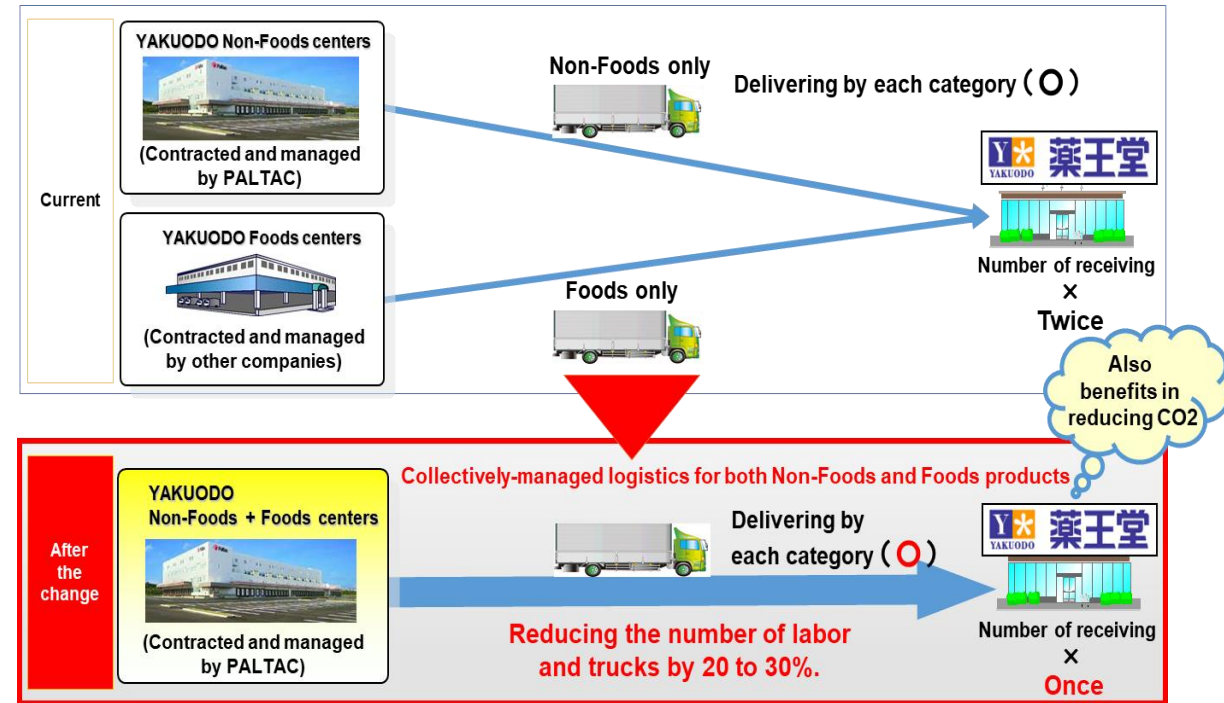 Current
YAKUODO Non-Foods centers
(Contracted and managed
by PALTAC)
Non-Foods only
Delivering by each category ( O )
YAKUODO 薬王堂
Number of receiving
×
Twice
YAKUODO Foods centers
(Contracted and managed
by other companies)
Foods only
Also
benefits in
reducing CO2
After
the
change
YAKUODO
Non-Foods + Foods centers
(Contracted and managed
by PALTAC)
Collectively-managed logistics for both Non-Foods and Foods products
Delivering by
each category ( O )
Reducing the number of labor
and trucks by 20 to 30%.
YAKUODO 薬王堂
Number of receiving
×
Once